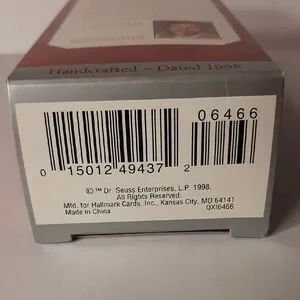 Handcrafted ~ Dated 1998
06466
0 15012 49437 2
©™ Dr. Seuss Enterprises, L.P. 1998.
All Rights Reserved.
Mfd. for Hallmark Cards, Inc., Kansas City, MO 64141
Made in China
QXI6466